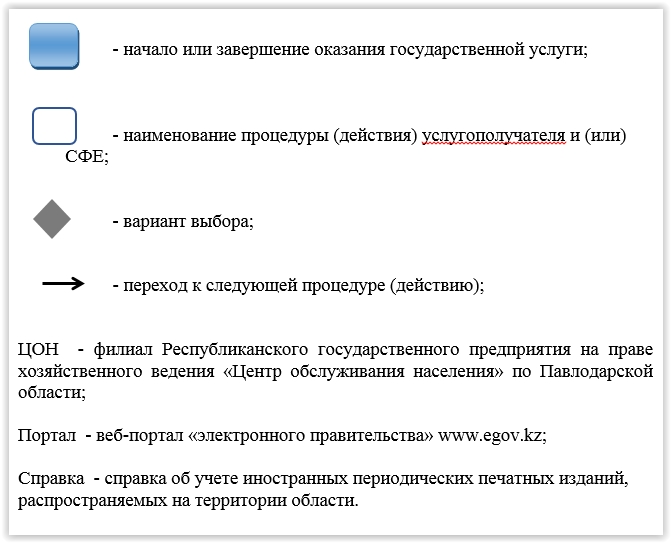 - начало или завершение оказания государственной услуги;
- наименование процедуры (действия) услугополучателя и (или)
СФЕ;
- вариант выбора;
- переход к следующей процедуре (действию);
ЦОН - филиал Республиканского государственного предприятия на праве
хозяйственного ведения «Центр обслуживания населения» по Павлодарской
области;
Портал - веб-портал «электронного правительства» www.egov.kz;
Справка - справка об учете иностранных периодических печатных изданий,
распространяемых на территории области.